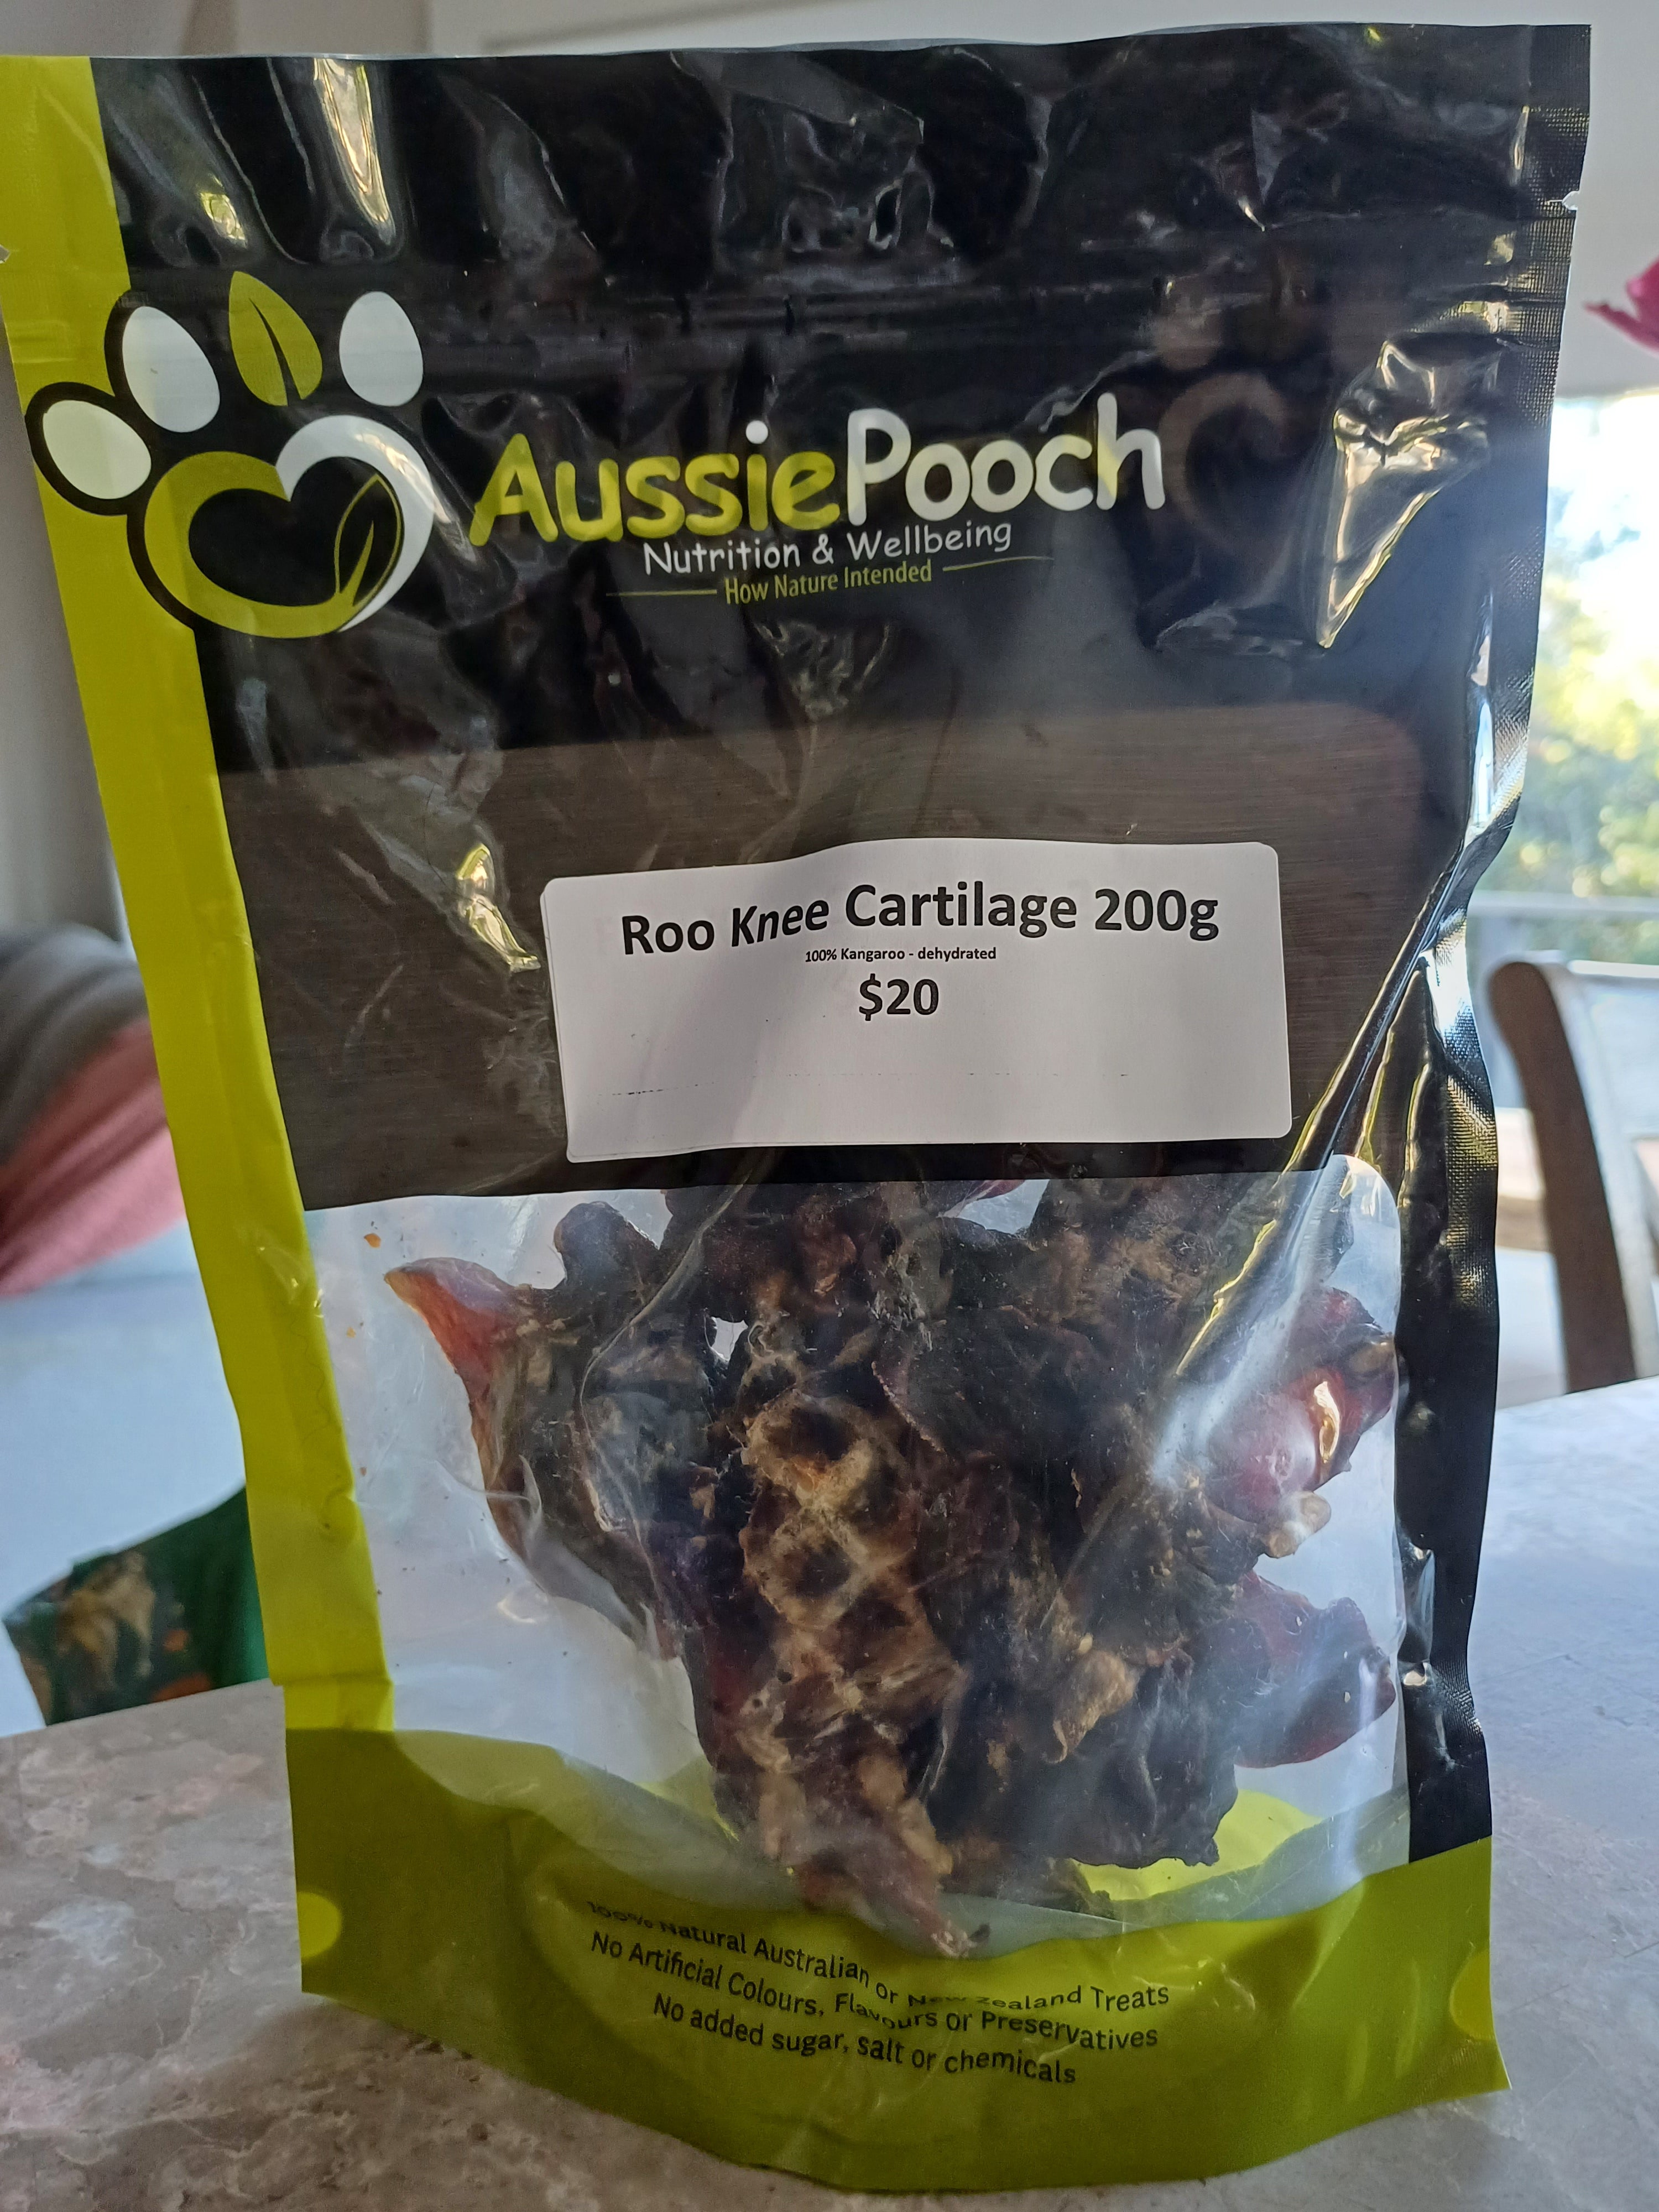 AussiePooch
Nutrition & Wellbeing
How Nature Intended
Roo Knee Cartilage 200g
100% Kangaroo - dehydrated
$20
100% Natural Australian or New Zealand Treats
No Artificial Colours, Flavours or Preservatives
No added sugar, salt or chemicals